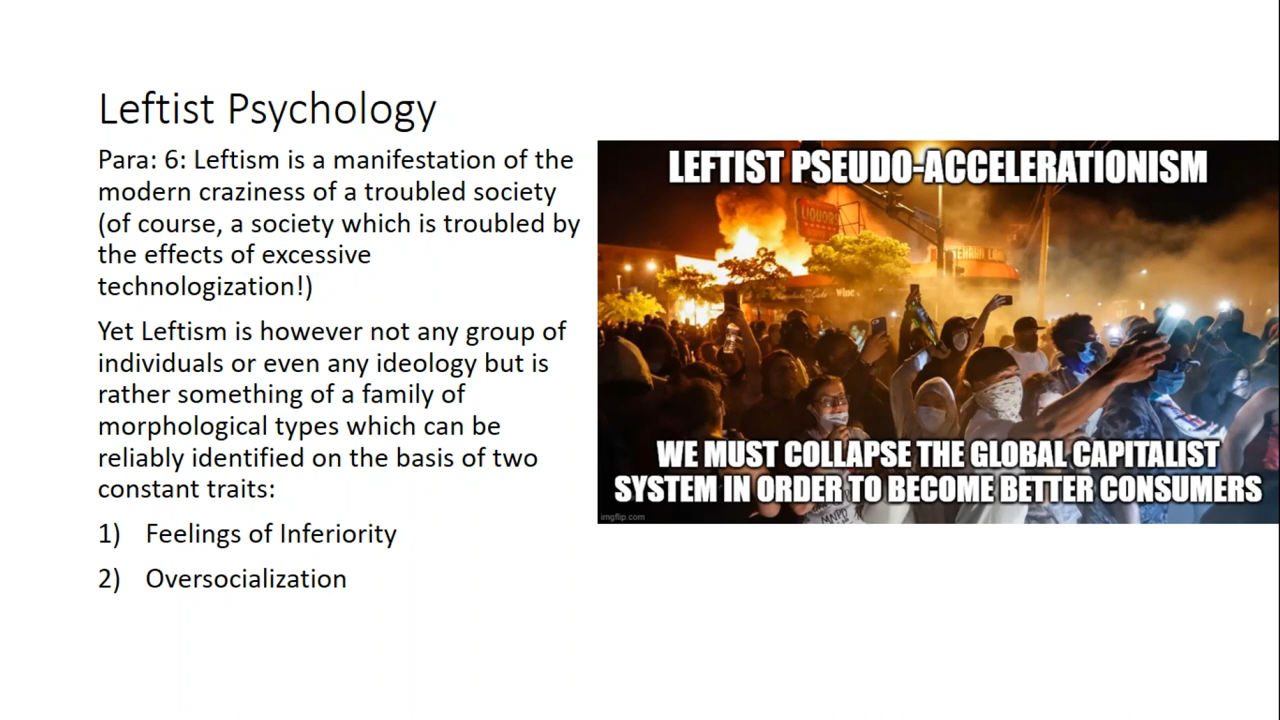 Leftist Psychology
Para: 6: Leftism is a manifestation of the
modern craziness of a troubled society
(of course, a society which is troubled by
the effects of excessive
technologization!)
Yet Leftism is however not any group of
individuals or even any ideology but is
rather something of a family of
morphological types which can be
reliably identified on the basis of two
constant traits:
1) Feelings of Inferiority
2) Oversocialization
LEFTIST PSEUDO-ACCELERATIONISM
LIQUORS
Wine
WE MUST COLLAPSE THE GLOBAL CAPITALIST
SYSTEM IN ORDER TO BECOME BETTER CONSUMERS
MNPD
imgflip.com